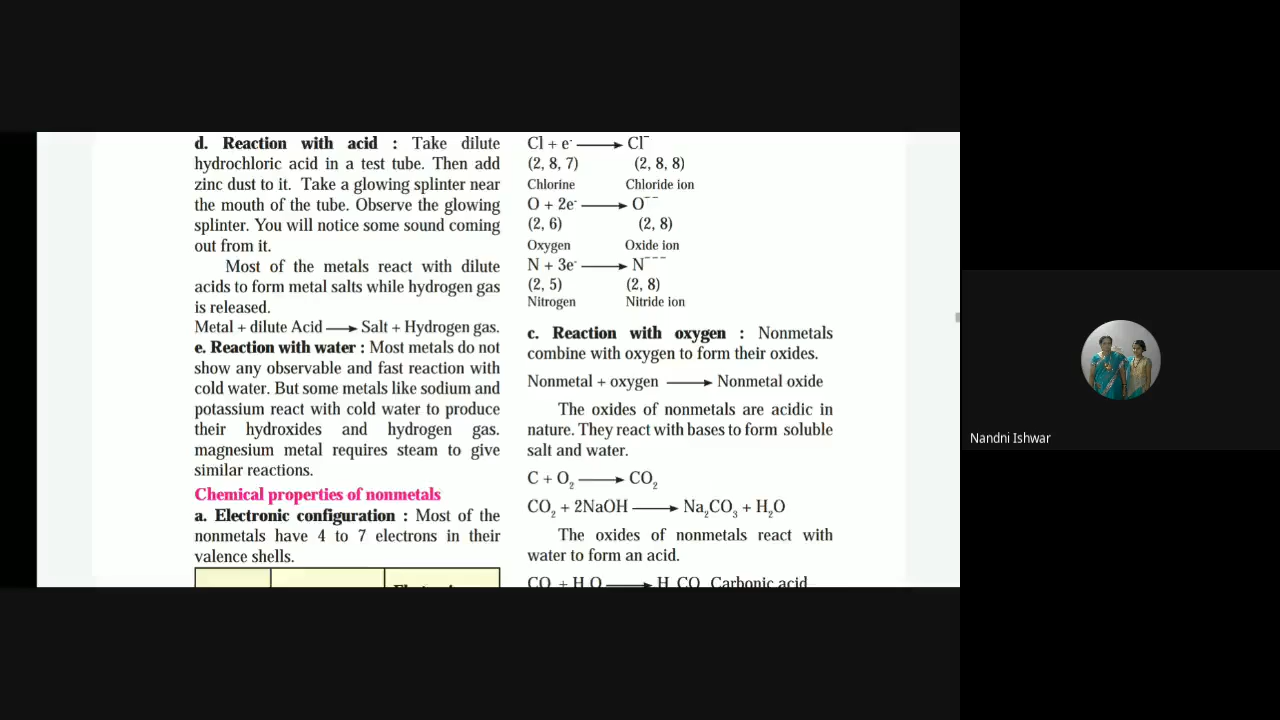 d. Reaction with acid : Take dilute
hydrochloric acid in a test tube. Then add
zinc dust to it. Take a glowing splinter near
the mouth of the tube. Observe the glowing
splinter. You will notice some sound coming
out from it.
Most of the metals react with dilute
acids to form metal salts while hydrogen gas
is released.
Metal + dilute Acid ⟶ Salt + Hydrogen gas.
e. Reaction with water : Most metals do not
show any observable and fast reaction with
cold water. But some metals like sodium and
potassium react with cold water to produce
their hydroxides and hydrogen gas.
magnesium metal requires steam to give
similar reactions.
Chemical properties of nonmetals
a. Electronic configuration : Most of the
nonmetals have 4 to 7 electrons in their
valence shells.
Cl + e⁻ ⟶ Cl⁻
(2, 8, 7) (2, 8, 8)
Chlorine Chloride ion
O + 2e⁻ ⟶ O⁻⁻
(2, 6) (2, 8)
Oxygen Oxide ion
N + 3e⁻ ⟶ N⁻⁻⁻
(2, 5) (2, 8)
Nitrogen Nitride ion
c. Reaction with oxygen : Nonmetals
combine with oxygen to form their oxides.
Nonmetal + oxygen ⟶ Nonmetal oxide
The oxides of nonmetals are acidic in
nature. They react with bases to form soluble
salt and water.
C + O₂ ⟶ CO₂
CO₂ + 2NaOH ⟶ Na₂CO₃ + H₂O
The oxides of nonmetals react with
water to form an acid.
CO + H O ⟶ H CO Carbonic acid
Nandni Ishwar